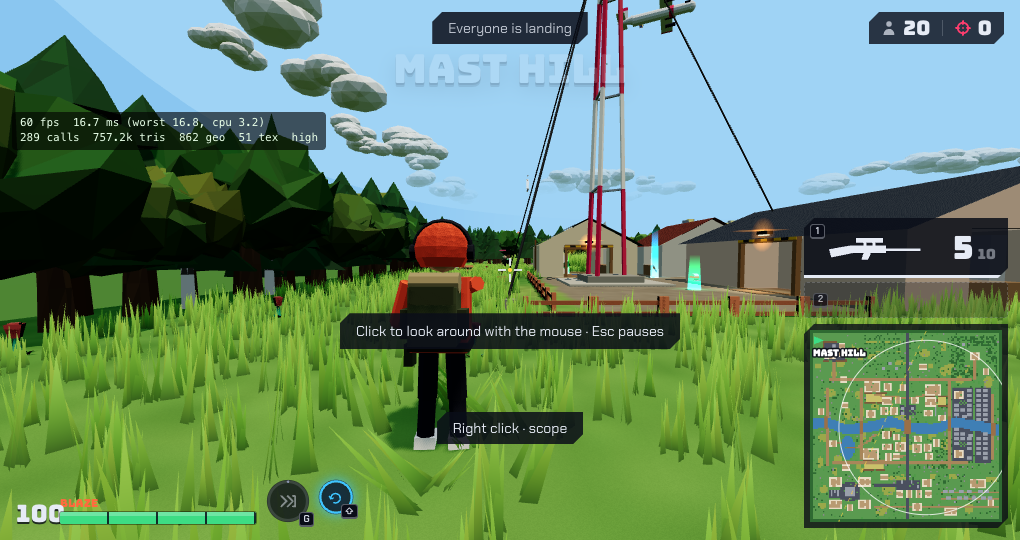 Everyone is landing
20
0
MAST HILL
60 fps 16.7 ms (worst 16.8, cpu 3.2)
289 calls 757.2k tris 862 geo 51 tex high
1
5 10
2
Click to look around with the mouse · Esc pauses
MAST HILL
Right click · scope
BLAZE
100
G